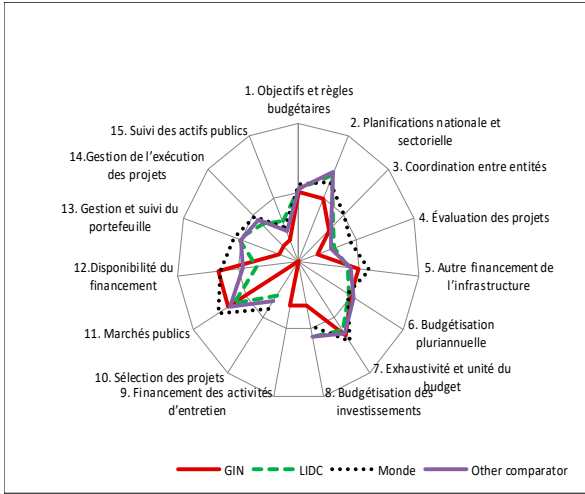 1. Objectifs et règles
budgétaires
2. Planifications nationale et
sectorielle
3. Coordination entre entités
4. Évaluation des projets
5. Autre financement de
l'infrastructure
6. Budgétisation
pluriannuelle
7. Exhaustivité et unité du
budget
8. Budgétisation des
investissements
9. Financement des activités
d'entretien
10. Sélection des projets
11. Marchés publics
12.Disponibilité du
financement
13. Gestion et suivi du
portefeuille
14.Gestion de l'exécution
des projets
15. Suivi des actifs publics
GIN
LIDC
Monde
Other comparator